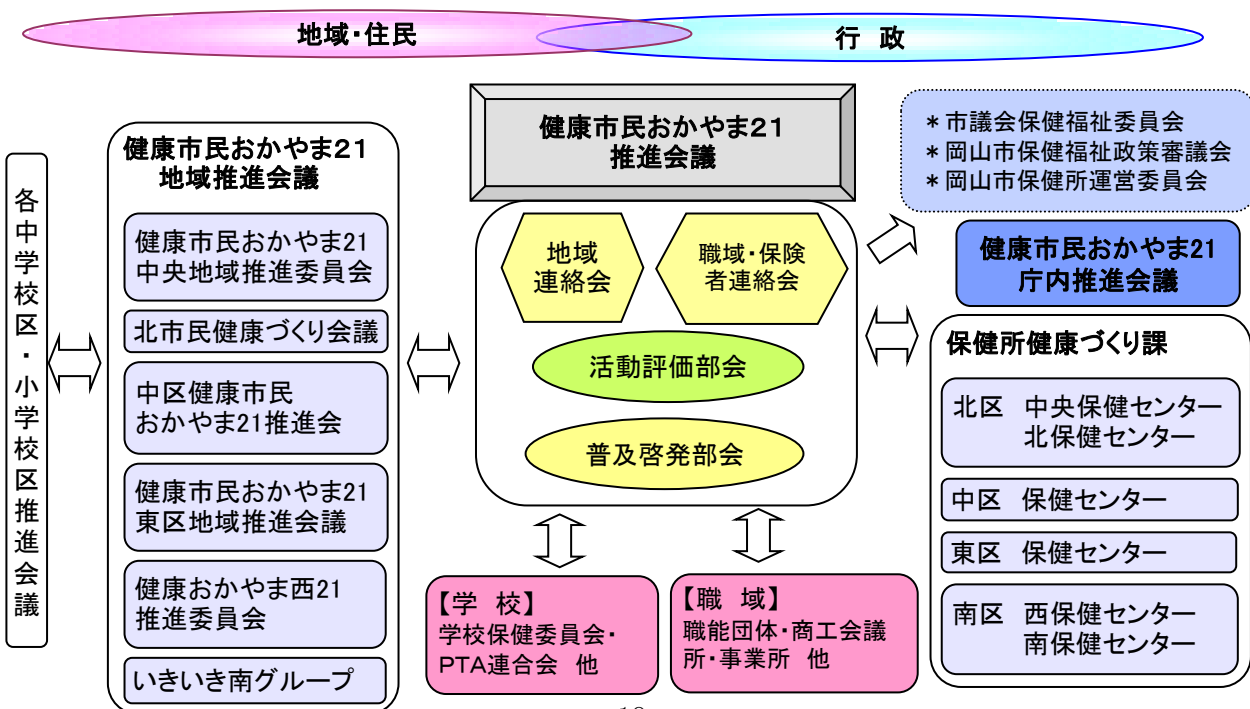 地域・住民
行 政
各中学校区・小学校区推進会議
健康市民おかやま21
地域推進会議
健康市民おかやま21
中央地域推進委員会
北市民健康づくり会議
中区健康市民
おかやま21推進会
健康市民おかやま21
東区地域推進会議
健康おかやま西21
推進委員会
いきいき南グループ
健康市民おかやま21
推進会議
地域
連絡会
職域・保険
者連絡会
活動評価部会
普及啓発部会
【学 校】
学校保健委員会・
PTA連合会 他
【職 域】
職能団体・商工会議
所・事業所 他
＊市議会保健福祉委員会
＊岡山市保健福祉政策審議会
＊岡山市保健所運営委員会
健康市民おかやま21
庁内推進会議
保健所健康づくり課
北区 中央保健センター
北保健センター
中区 保健センター
東区 保健センター
南区 西保健センター
南保健センター